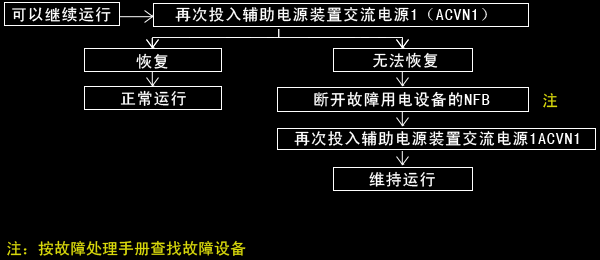 可以继续运行
再次投入辅助电源装置交流电源1（ACVN1）
恢复
无法恢复
正常运行
断开故障用电设备的NFB
注
再次投入辅助电源装置交流电源1ACVN1
维持运行
注：按故障处理手册查找故障设备